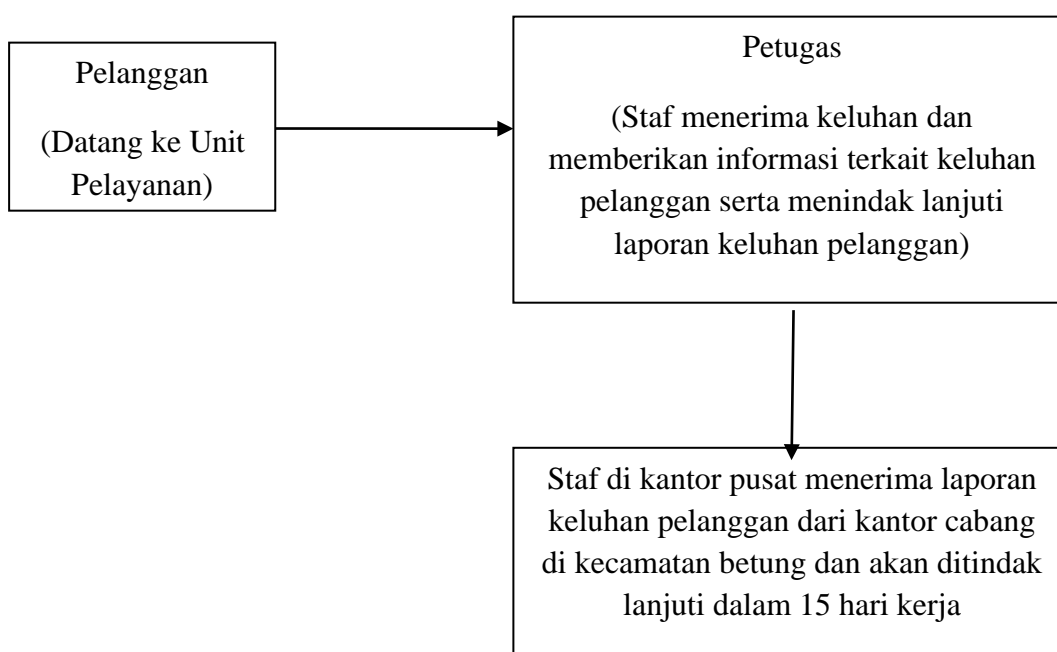 Pelanggan
(Datang ke Unit
Pelayanan)
Petugas
(Staf menerima keluhan dan
memberikan informasi terkait keluhan
pelanggan serta menindak lanjuti
laporan keluhan pelanggan)
Staf di kantor pusat menerima laporan
keluhan pelanggan dari kantor cabang
di kecamatan betung dan akan ditindak
lanjuti dalam 15 hari kerja